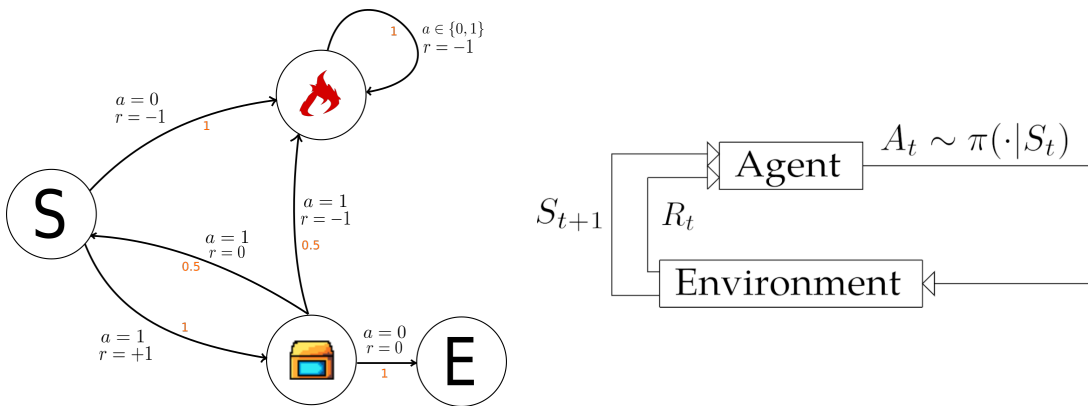 a ∈ {0, 1}
r = −1
1
a = 0
r = −1
1
S
a = 1
r = −1
0.5
a = 1
r = 0
0.5
a = 1
r = +1
1
a = 0
r = 0
1
E
A_t ∼ π(·|S_t)
Agent
S_{t+1}
R_t
Environment